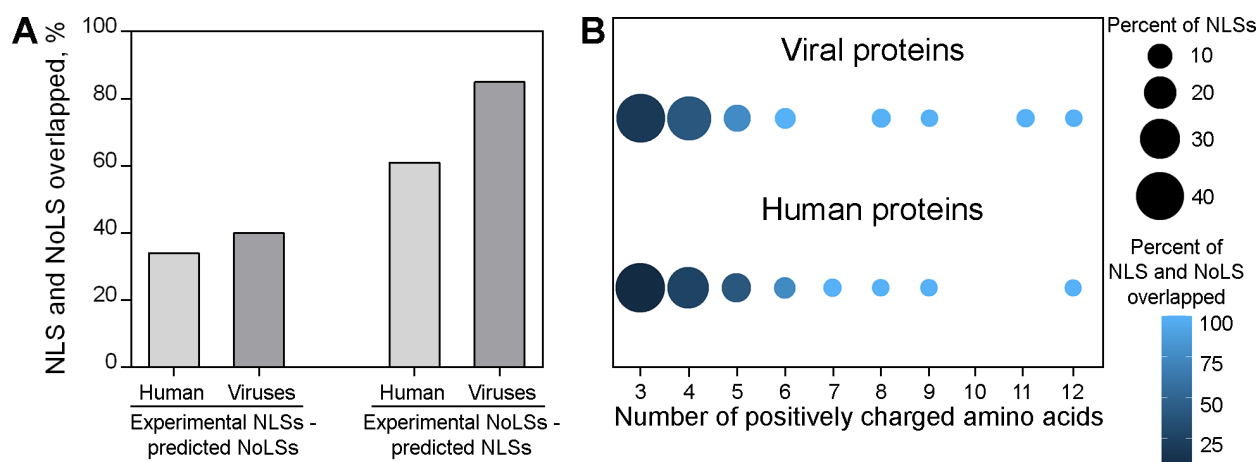 A
NLS and NoLS overlapped, %
100
80
60
40
20
0
Human Viruses Human Viruses
Experimental NLSs - Experimental NoLSs -
predicted NoLSs predicted NLSs
B
Viral proteins
Human proteins
3 4 5 6 7 8 9 10 11 12
Number of positively charged amino acids
Percent of NLSs
10
20
30
40
Percent of
NLS and NoLS
overlapped
100
75
50
25